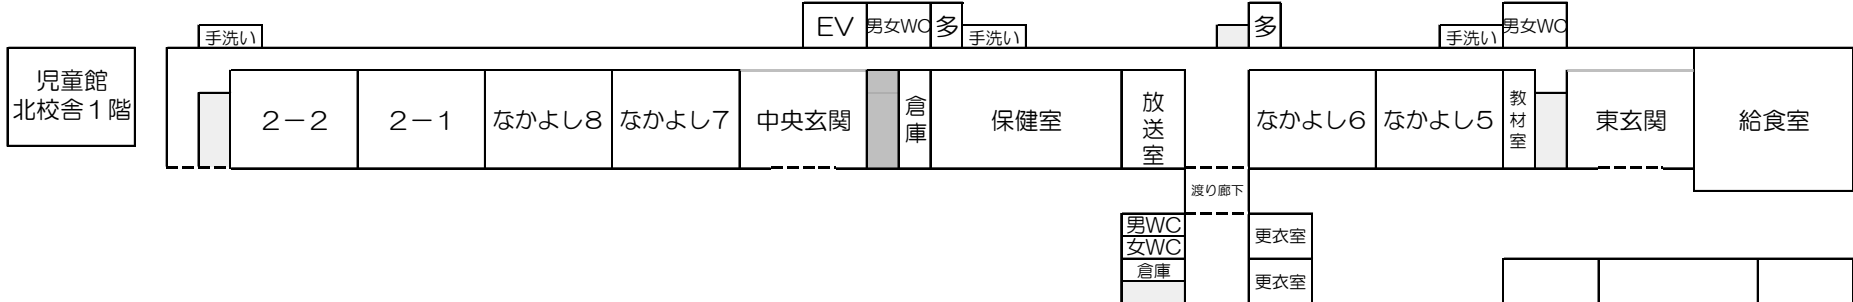 EV
男女WC
多
多
男女WC
手洗い
手洗い
手洗い
児童館
北校舎１階
２－２
２－１
なかよし８
なかよし７
中央玄関
倉庫
保健室
放送室
なかよし６
なかよし５
教材室
東玄関
給食室
渡り廊下
男WC
女WC
倉庫
更衣室
更衣室